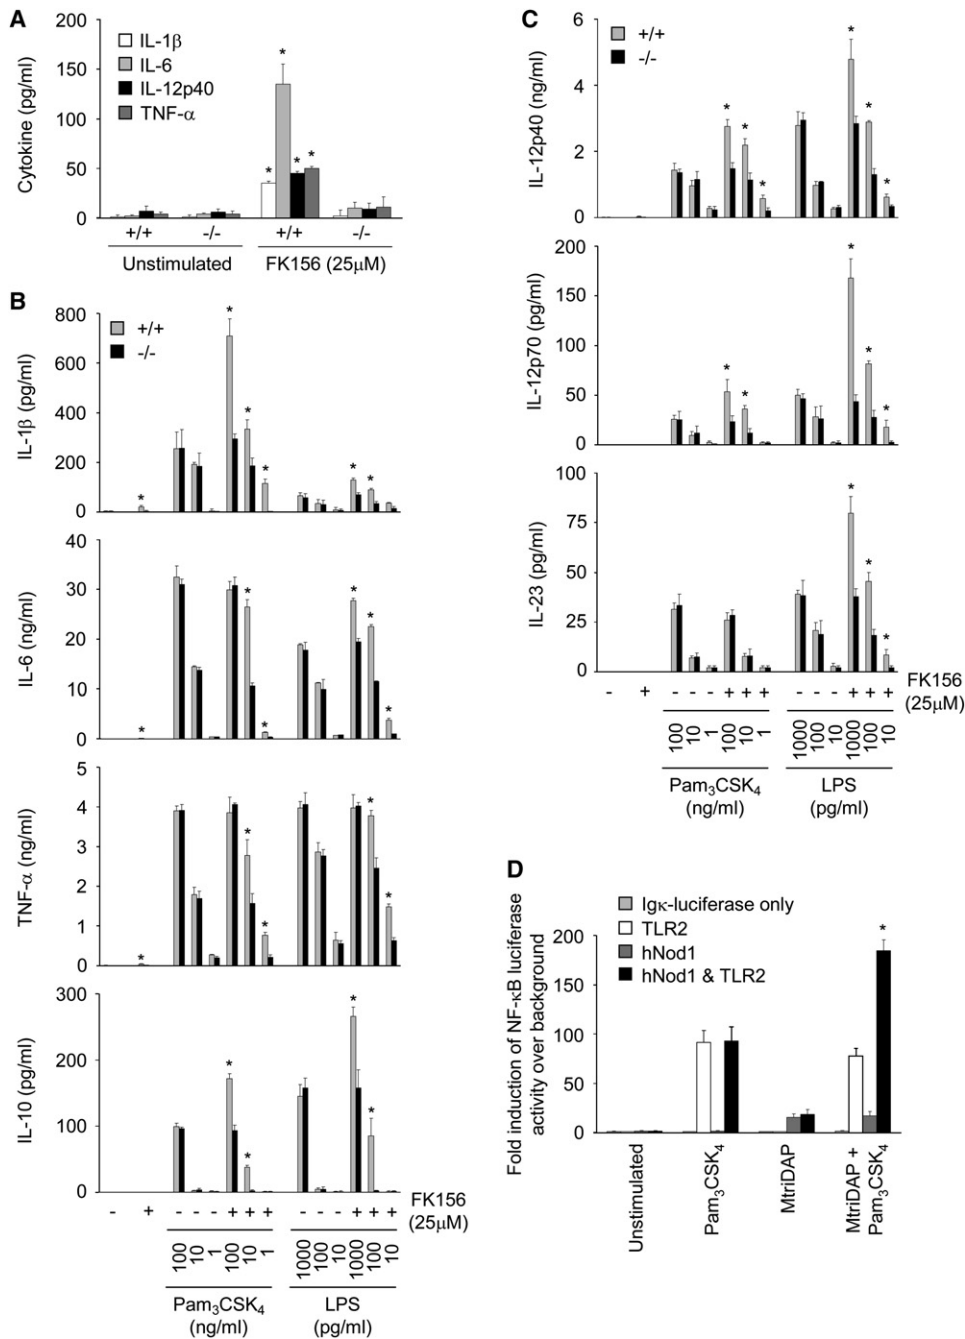 A
Cytokine (pg/ml)
200
150
100
50
0
IL-1β
IL-6
IL-12p40
TNF-α
* * * *
+/+ -/- +/+ -/-
Unstimulated FK156 (25μM)
B
+/+
-/-
IL-1β (pg/ml)
800
600
400
200
0
* * * * * *
IL-6 (ng/ml)
40
30
20
10
0
* * * * * *
TNF-α (ng/ml)
5
4
3
2
1
0
* * * * *
IL-10 (pg/ml)
300
200
100
0
* * * *
- + - - - + + + - - - + + + FK156
(25μM)
100 10 1 100 10 1 1000 100 10 1000 100 10
Pam3CSK4 LPS
(ng/ml) (pg/ml)
C
+/+
-/-
IL-12p40 (ng/ml)
6
4
2
0
* * * * * *
IL-12p70 (pg/ml)
200
150
100
50
0
* * * * *
IL-23 (pg/ml)
100
75
50
25
0
* * *
- + - - - + + + - - - + + + FK156
(25μM)
100 10 1 100 10 1 1000 100 10 1000 100 10
Pam3CSK4 LPS
(ng/ml) (pg/ml)
D
Fold induction of NF-κB luciferase
activity over background
200
150
100
50
0
Igκ-luciferase only
TLR2
hNod1
hNod1 & TLR2
*
Unstimulated
Pam3CSK4
MtriDAP
MtriDAP +
Pam3CSK4